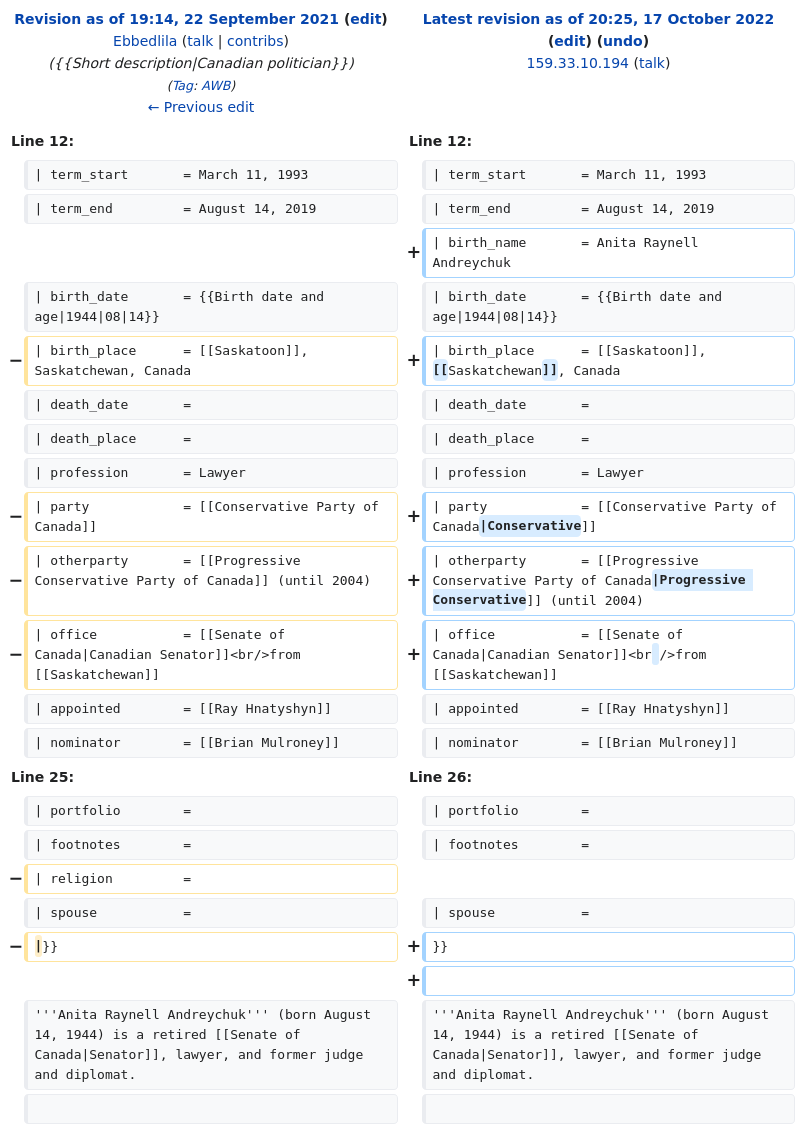 Revision as of 19:14, 22 September 2021 (edit)
Ebbedlila (talk | contribs)
({{Short description|Canadian politician}})
(Tag: AWB)
← Previous edit
Latest revision as of 20:25, 17 October 2022
(edit) (undo)
159.33.10.194 (talk)
Line 12:
Line 12:
| term_start       = March 11, 1993
| term_start       = March 11, 1993
| term_end         = August 14, 2019
| term_end         = August 14, 2019
+
| birth_name       = Anita Raynell
Andreychuk
| birth_date       = {{Birth date and
age|1944|08|14}}
| birth_date       = {{Birth date and
age|1944|08|14}}
−
| birth_place      = [[Saskatoon]],
Saskatchewan, Canada
+
| birth_place      = [[Saskatoon]],
[[Saskatchewan]], Canada
| death_date       =
| death_date       =
| death_place      =
| death_place      =
| profession       = Lawyer
| profession       = Lawyer
−
| party            = [[Conservative Party of
Canada]]
+
| party            = [[Conservative Party of
Canada|Conservative]]
−
| otherparty       = [[Progressive
Conservative Party of Canada]] (until 2004)
+
| otherparty       = [[Progressive
Conservative Party of Canada|Progressive
Conservative]] (until 2004)
−
| office           = [[Senate of
Canada|Canadian Senator]]<br/>from
[[Saskatchewan]]
+
| office           = [[Senate of
Canada|Canadian Senator]]<br />from
[[Saskatchewan]]
| appointed        = [[Ray Hnatyshyn]]
| appointed        = [[Ray Hnatyshyn]]
| nominator        = [[Brian Mulroney]]
| nominator        = [[Brian Mulroney]]
Line 25:
Line 26:
| portfolio        =
| portfolio        =
| footnotes        =
| footnotes        =
−
| religion         =
| spouse           =
| spouse           =
−
|}}
+
}}
+
'''Anita Raynell Andreychuk''' (born August
14, 1944) is a retired [[Senate of
Canada|Senator]], lawyer, and former judge
and diplomat.
'''Anita Raynell Andreychuk''' (born August
14, 1944) is a retired [[Senate of
Canada|Senator]], lawyer, and former judge
and diplomat.